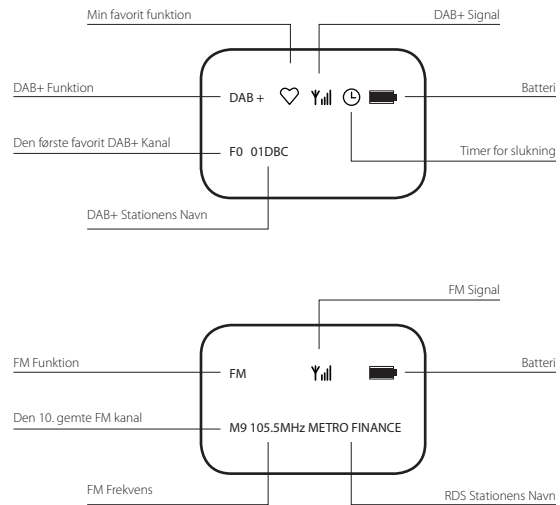 Min favorit funktion
DAB+ Signal
DAB+ Funktion
Batteri
DAB +
Den første favorit DAB+ Kanal
F0 01DBC
Timer for slukning
DAB+ Stationens Navn
FM Signal
FM Funktion
Batteri
FM
Den 10. gemte FM kanal
M9 105.5MHz METRO FINANCE
FM Frekvens
RDS Stationens Navn